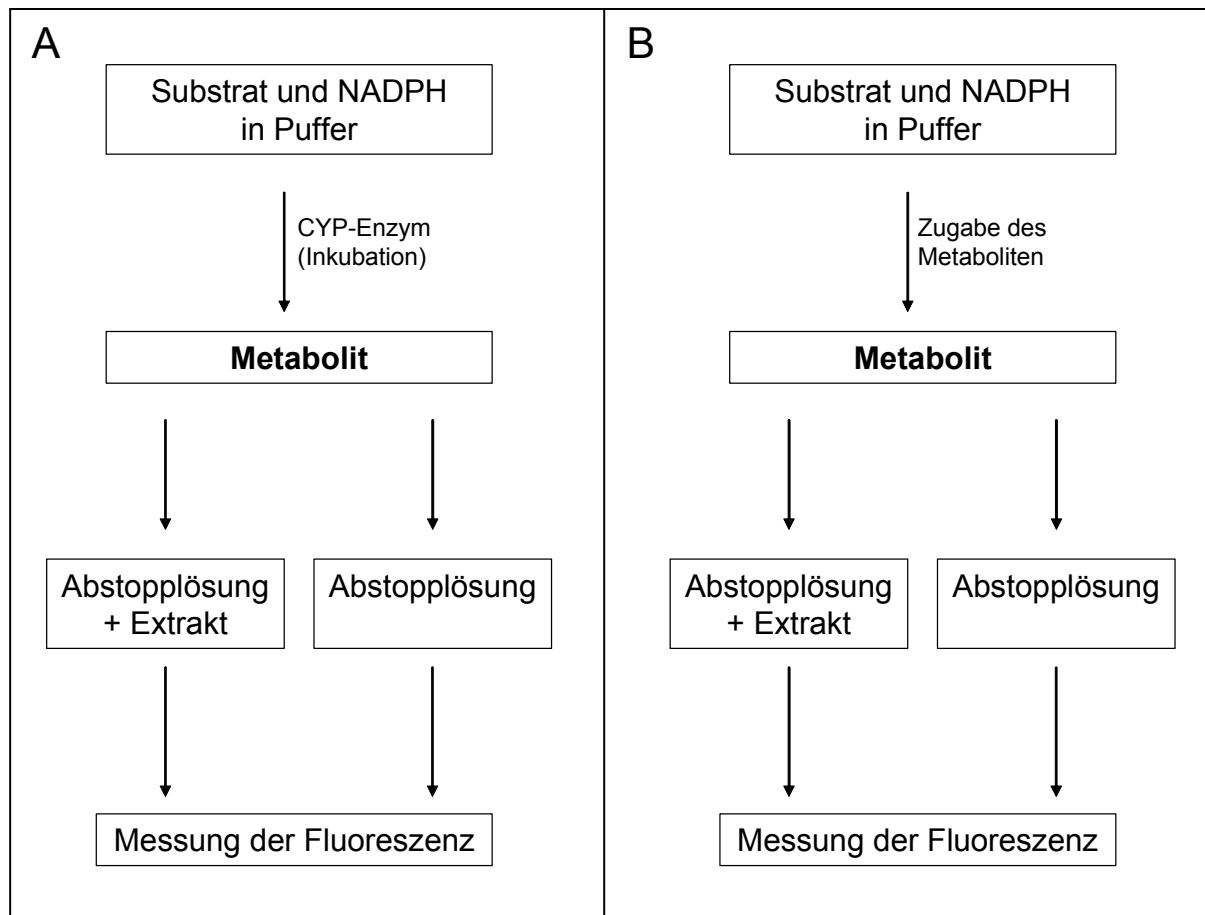 A
Substrat und NADPH
in Puffer
CYP-Enzym
(Inkubation)
Metabolit
Abstopplösung
+ Extrakt
Abstopplösung
Messung der Fluoreszenz
B
Substrat und NADPH
in Puffer
Zugabe des
Metaboliten
Metabolit
Abstopplösung
+ Extrakt
Abstopplösung
Messung der Fluoreszenz